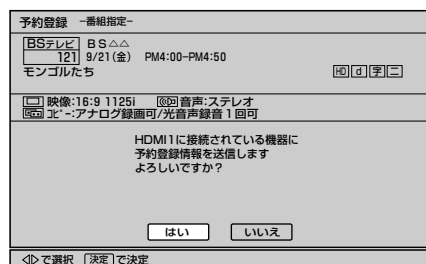 予約登録 -番組指定-
BSテレビ BS△△
121 9/21(金) PM4:00-PM4:50
モンゴルたち HD d 字 二
映像:16:9 1125i 音声:ステレオ
コピー:アナログ録画可/光音声録音1回可
HDMI1に接続されている機器に
予約登録情報を送信します
よろしいですか?
はい いいえ
で選択 決定 で決定